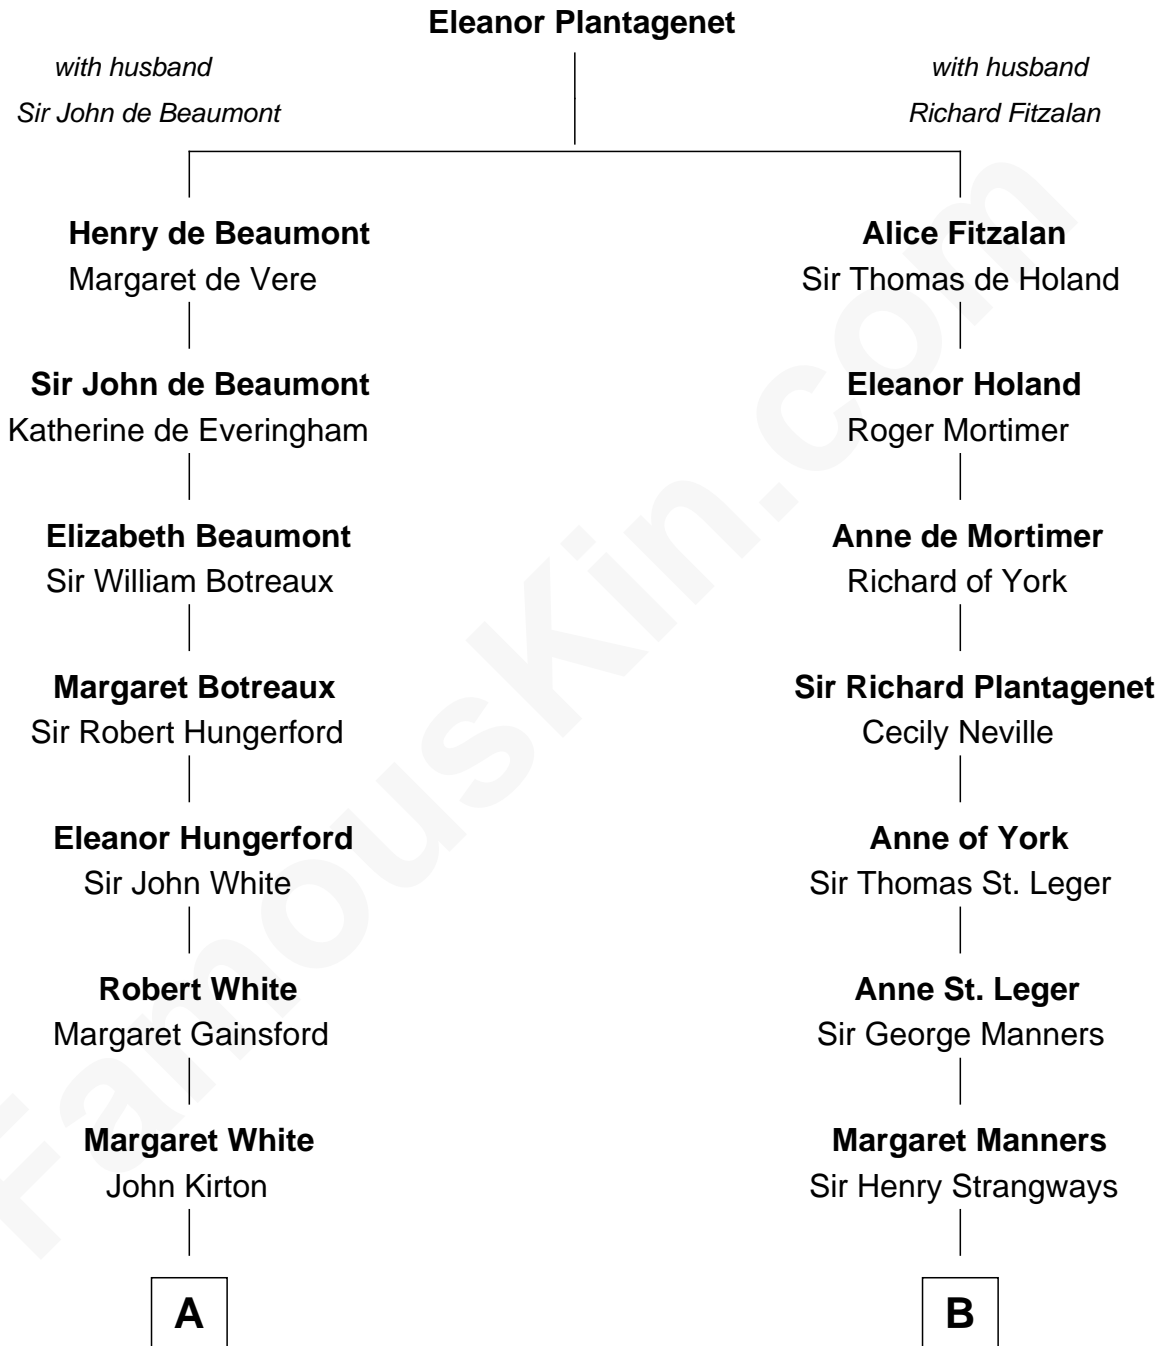 Eleanor Plantagenet
with husband
Sir John de Beaumont
with husband
Richard Fitzalan
Henry de Beaumont
Margaret de Vere
Sir John de Beaumont
Katherine de Everingham
Elizabeth Beaumont
Sir William Botreaux
Margaret Botreaux
Sir Robert Hungerford
Eleanor Hungerford
Sir John White
Robert White
Margaret Gainsford
Margaret White
John Kirton
A
Alice Fitzalan
Sir Thomas de Holand
Eleanor Holand
Roger Mortimer
Anne de Mortimer
Richard of York
Sir Richard Plantagenet
Cecily Neville
Anne of York
Sir Thomas St. Leger
Anne St. Leger
Sir George Manners
Margaret Manners
Sir Henry Strangways
B
FamousKin.com